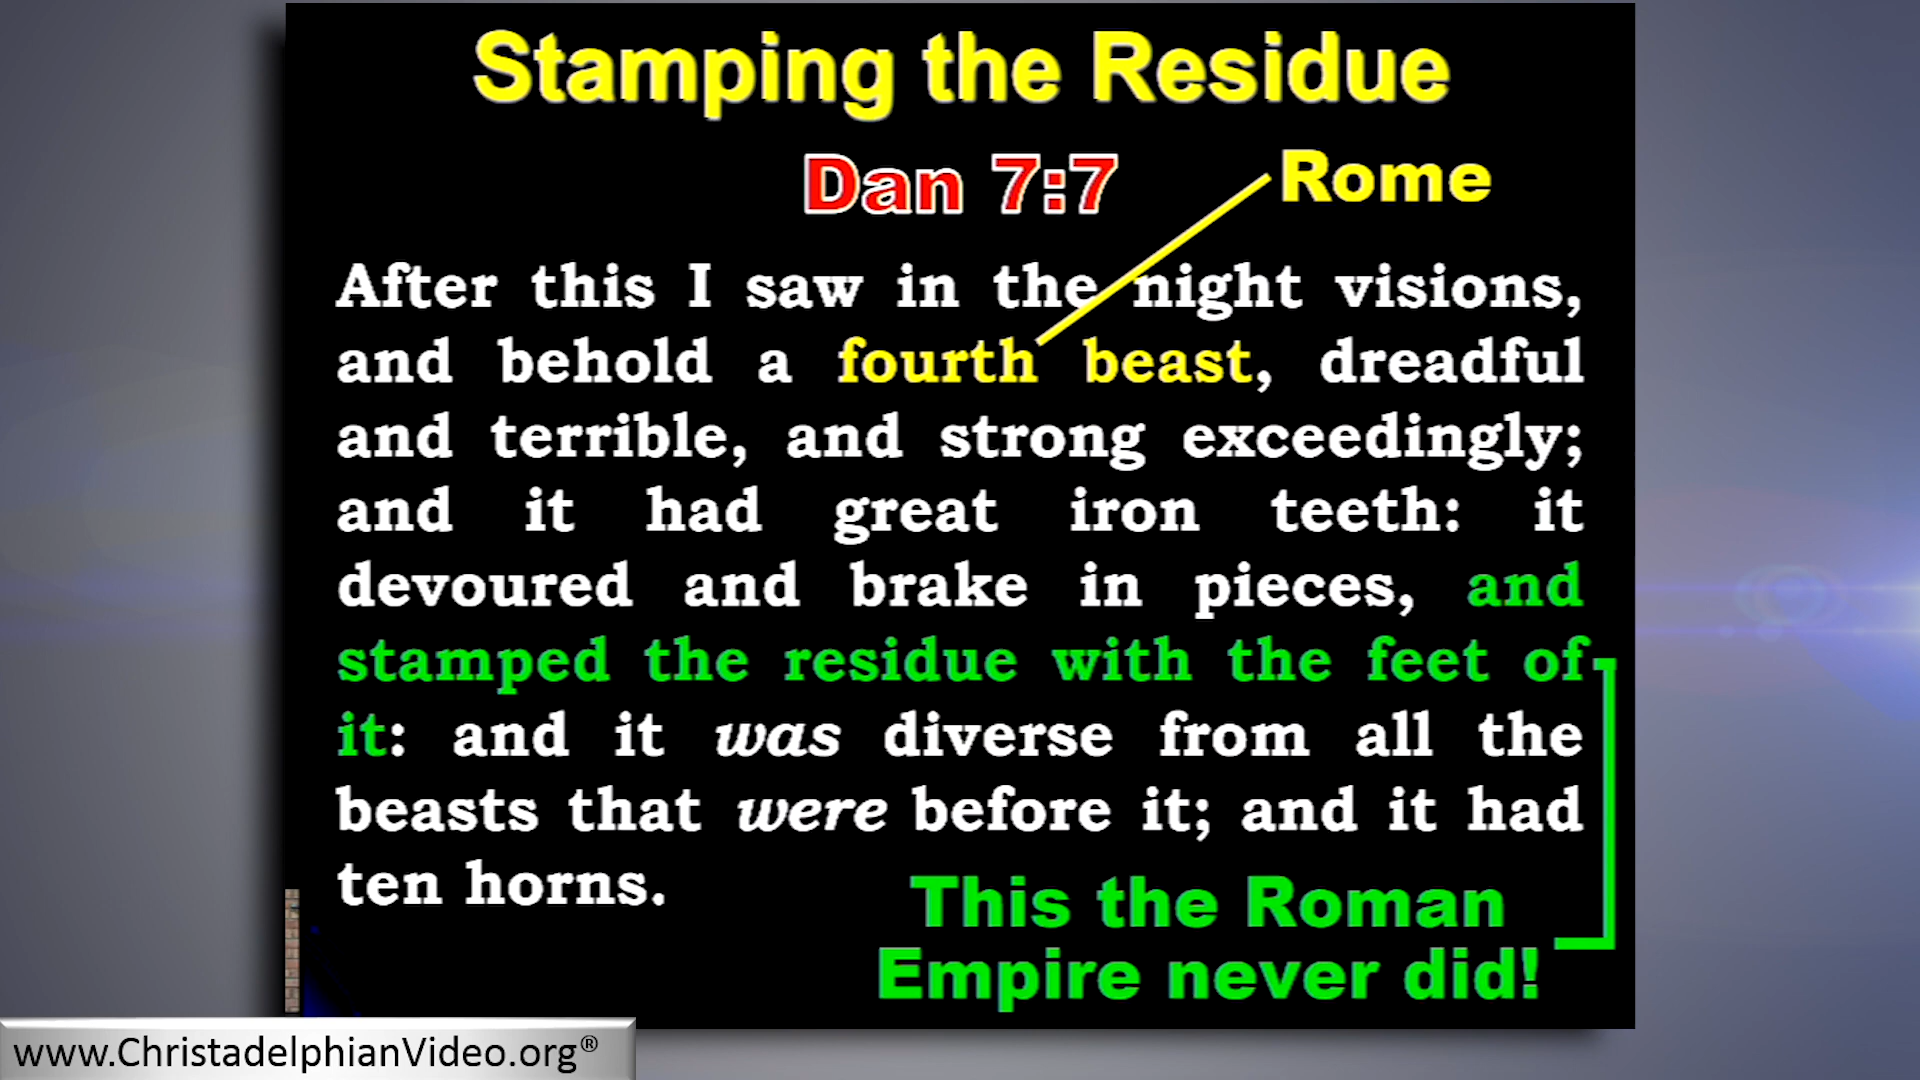 Stamping the Residue
Dan 7:7
Rome
After this I saw in the night visions,
and behold a fourth beast, dreadful
and terrible, and strong exceedingly;
and it had great iron teeth: it
devoured and brake in pieces, and
stamped the residue with the feet of
it: and it was diverse from all the
beasts that were before it; and it had
ten horns.
This the Roman
Empire never did!
www.ChristadelphianVideo.org®